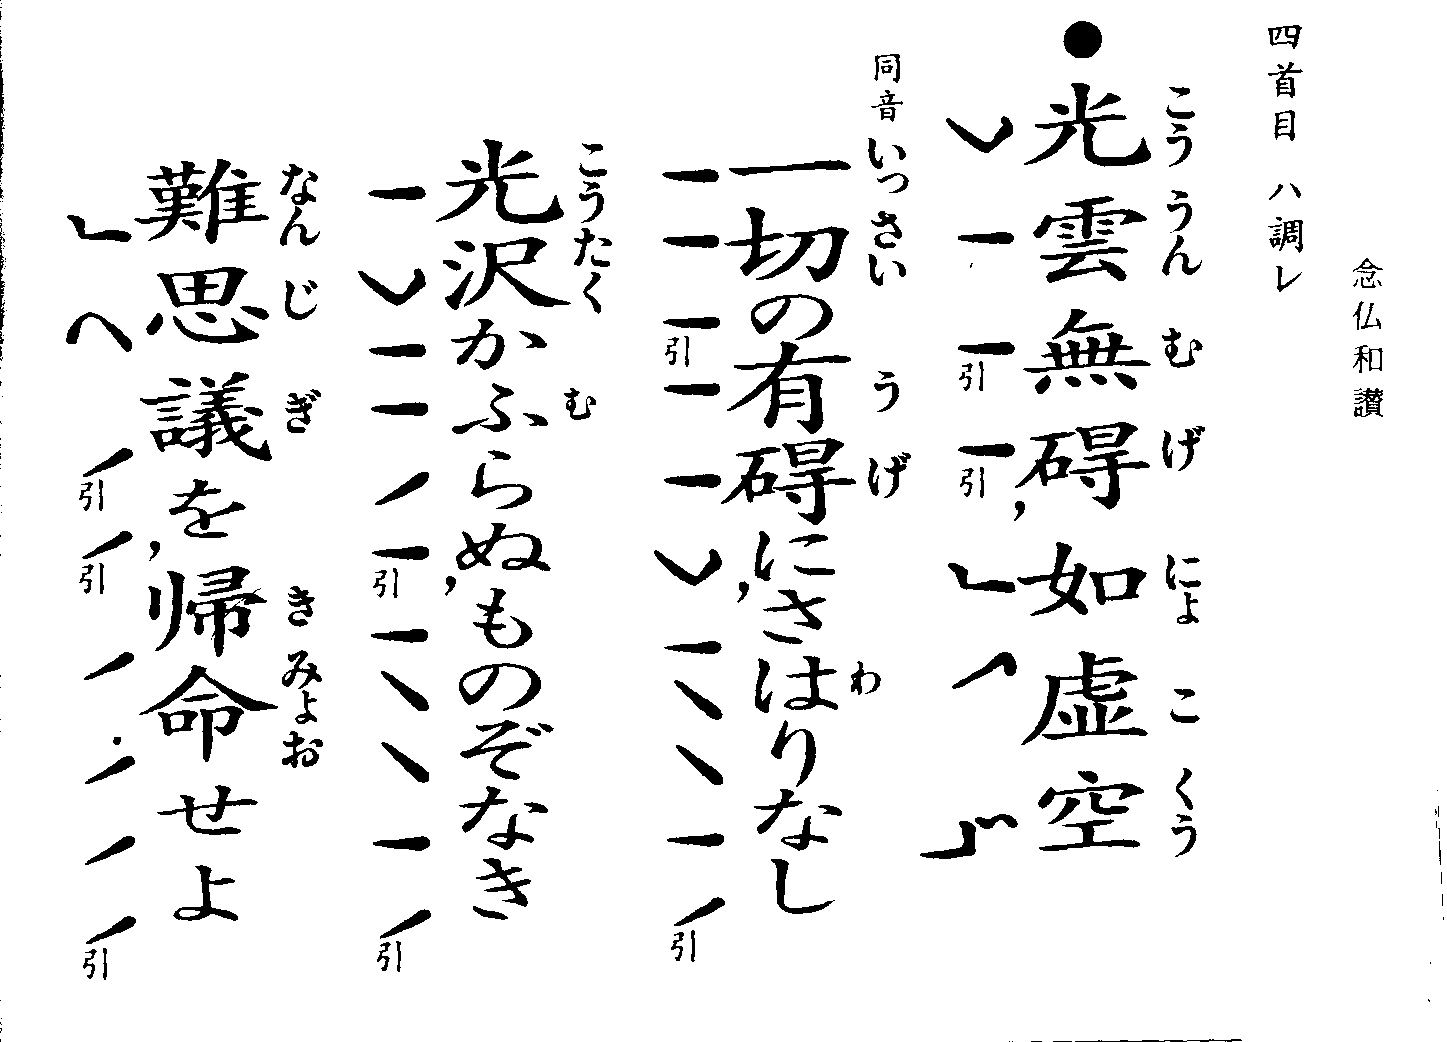 念仏和讃
四首目 ハ調レ
光雲無碍，如虚空
こううんむげにょこくう
引
引
同音
一切の有碍に，さはりなし
いっさいうげわ
引
引
光沢かふらぬ，ものぞなき
こうたくむ
引
引
難思議を，帰命せよ
なんじぎきみょお
引
引
引